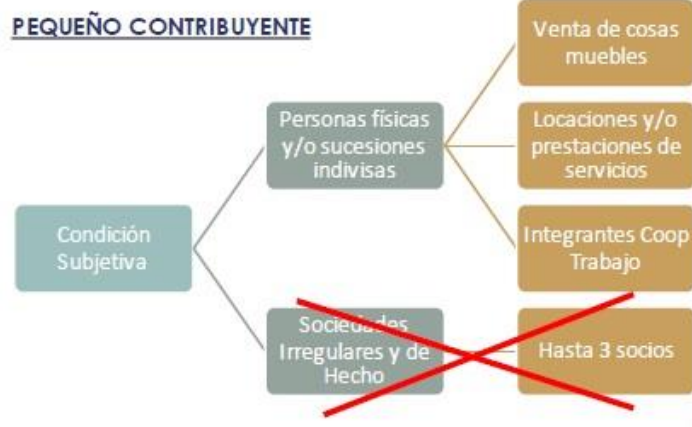 PEQUEÑO CONTRIBUYENTE
Venta de cosas
muebles
Personas físicas
y/o sucesiones
indivisas
Locaciones y/o
prestaciones de
servicios
Condición
Subjetiva
Integrantes Coop
Trabajo
Sociedades
Irregulares y de
Hecho
Hasta 3 socios